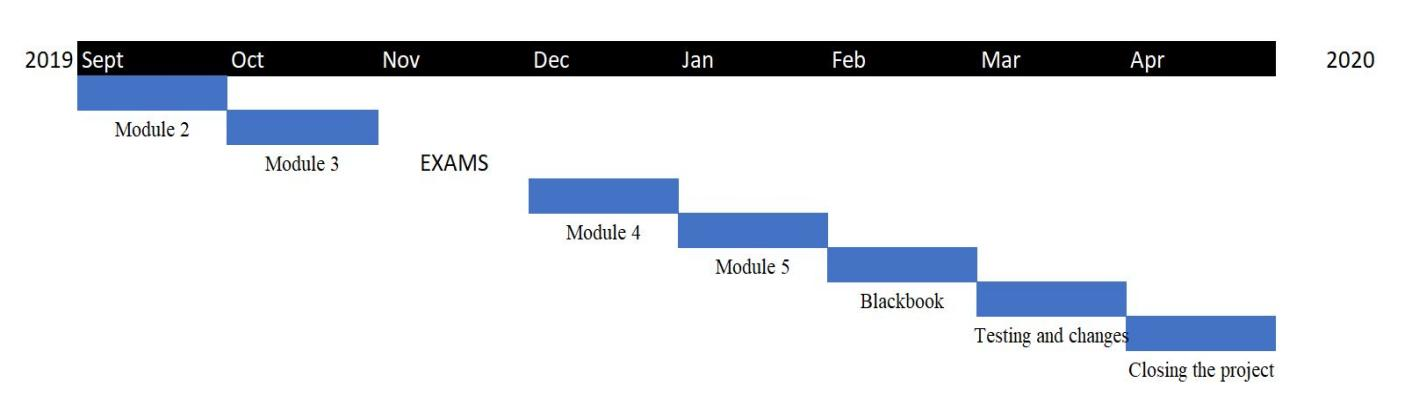 2019 Sept Oct Nov Dec Jan Feb Mar Apr 2020
Module 2
Module 3 EXAMS
Module 4
Module 5
Blackbook
Testing and changes
Closing the project